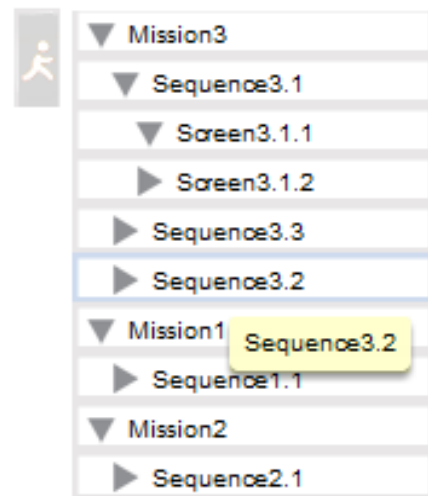 Mission3
Sequence3.1
Screen3.1.1
Screen3.1.2
Sequence3.3
Sequence3.2
Mission1
Sequence3.2
Sequence1.1
Mission2
Sequence2.1